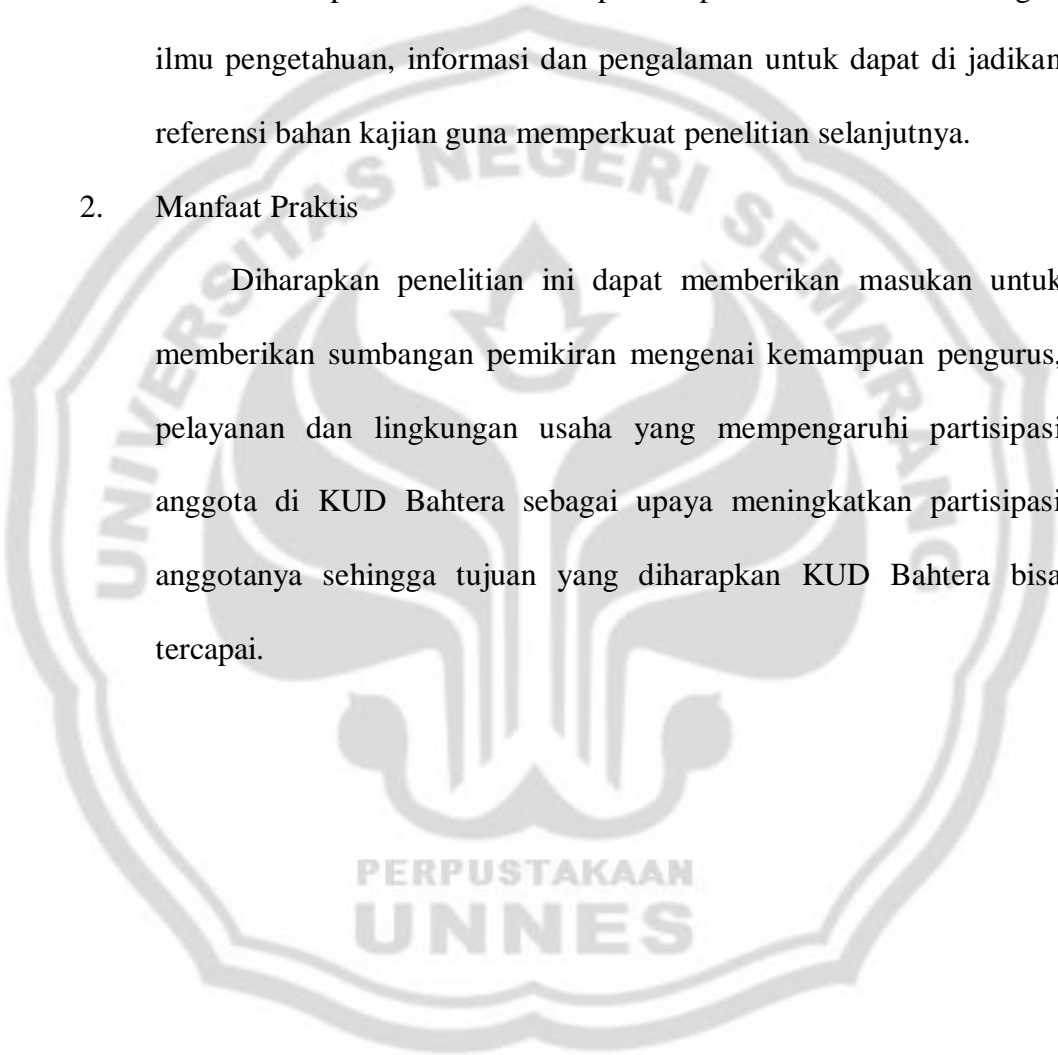 ilmu pengetahuan, informasi dan pengalaman untuk dapat di jadikan
referensi bahan kajian guna memperkuat penelitian selanjutnya.
2. Manfaat Praktis
Diharapkan penelitian ini dapat memberikan masukan untuk
memberikan sumbangan pemikiran mengenai kemampuan pengurus,
pelayanan dan lingkungan usaha yang mempengaruhi partisipasi
anggota di KUD Bahtera sebagai upaya meningkatkan partisipasi
anggotanya sehingga tujuan yang diharapkan KUD Bahtera bisa
tercapai.
UNIVERSITAS NEGERI SEMARANG
PERPUSTAKAAN
UNNES